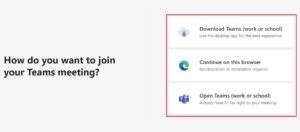 How do you want to join
your Teams meeting?
Download Teams (work or school)
Use the desktop app for the best experience.
Continue on this browser
No download or installation required.
Open Teams (work or school)
Already have it? Go right to your meeting.